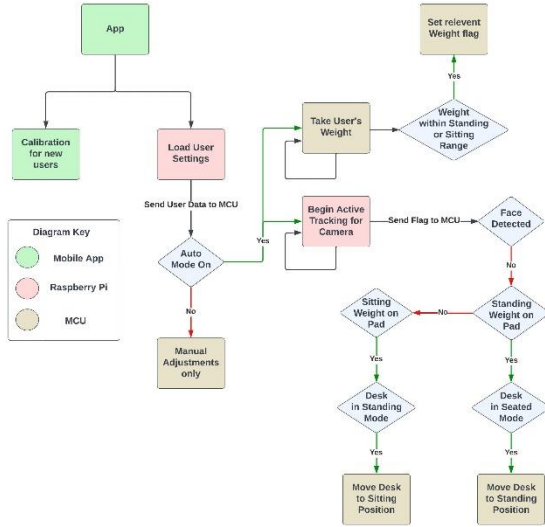 App
Set relevent
Weight flag
Yes
Calibration
for new
users
Load User
Settings
Take User's
Weight
Weight
within Standing
or Sitting
Range
Send User Data to MCU
Begin Active
Tracking for
Camera
Send Flag to MCU
Face
Detected
Diagram Key
Mobile App
Raspberry Pi
MCU
Auto
Mode On
Yes
No
No
Manual
Adjustments
only
Sitting
Weight on
Pad
No
Standing
Weight on
Pad
Yes
Yes
Desk
in Standing
Mode
Desk
in Seated
Mode
Yes
Yes
Move Desk
to Sitting
Position
Move Desk
to Standing
Position